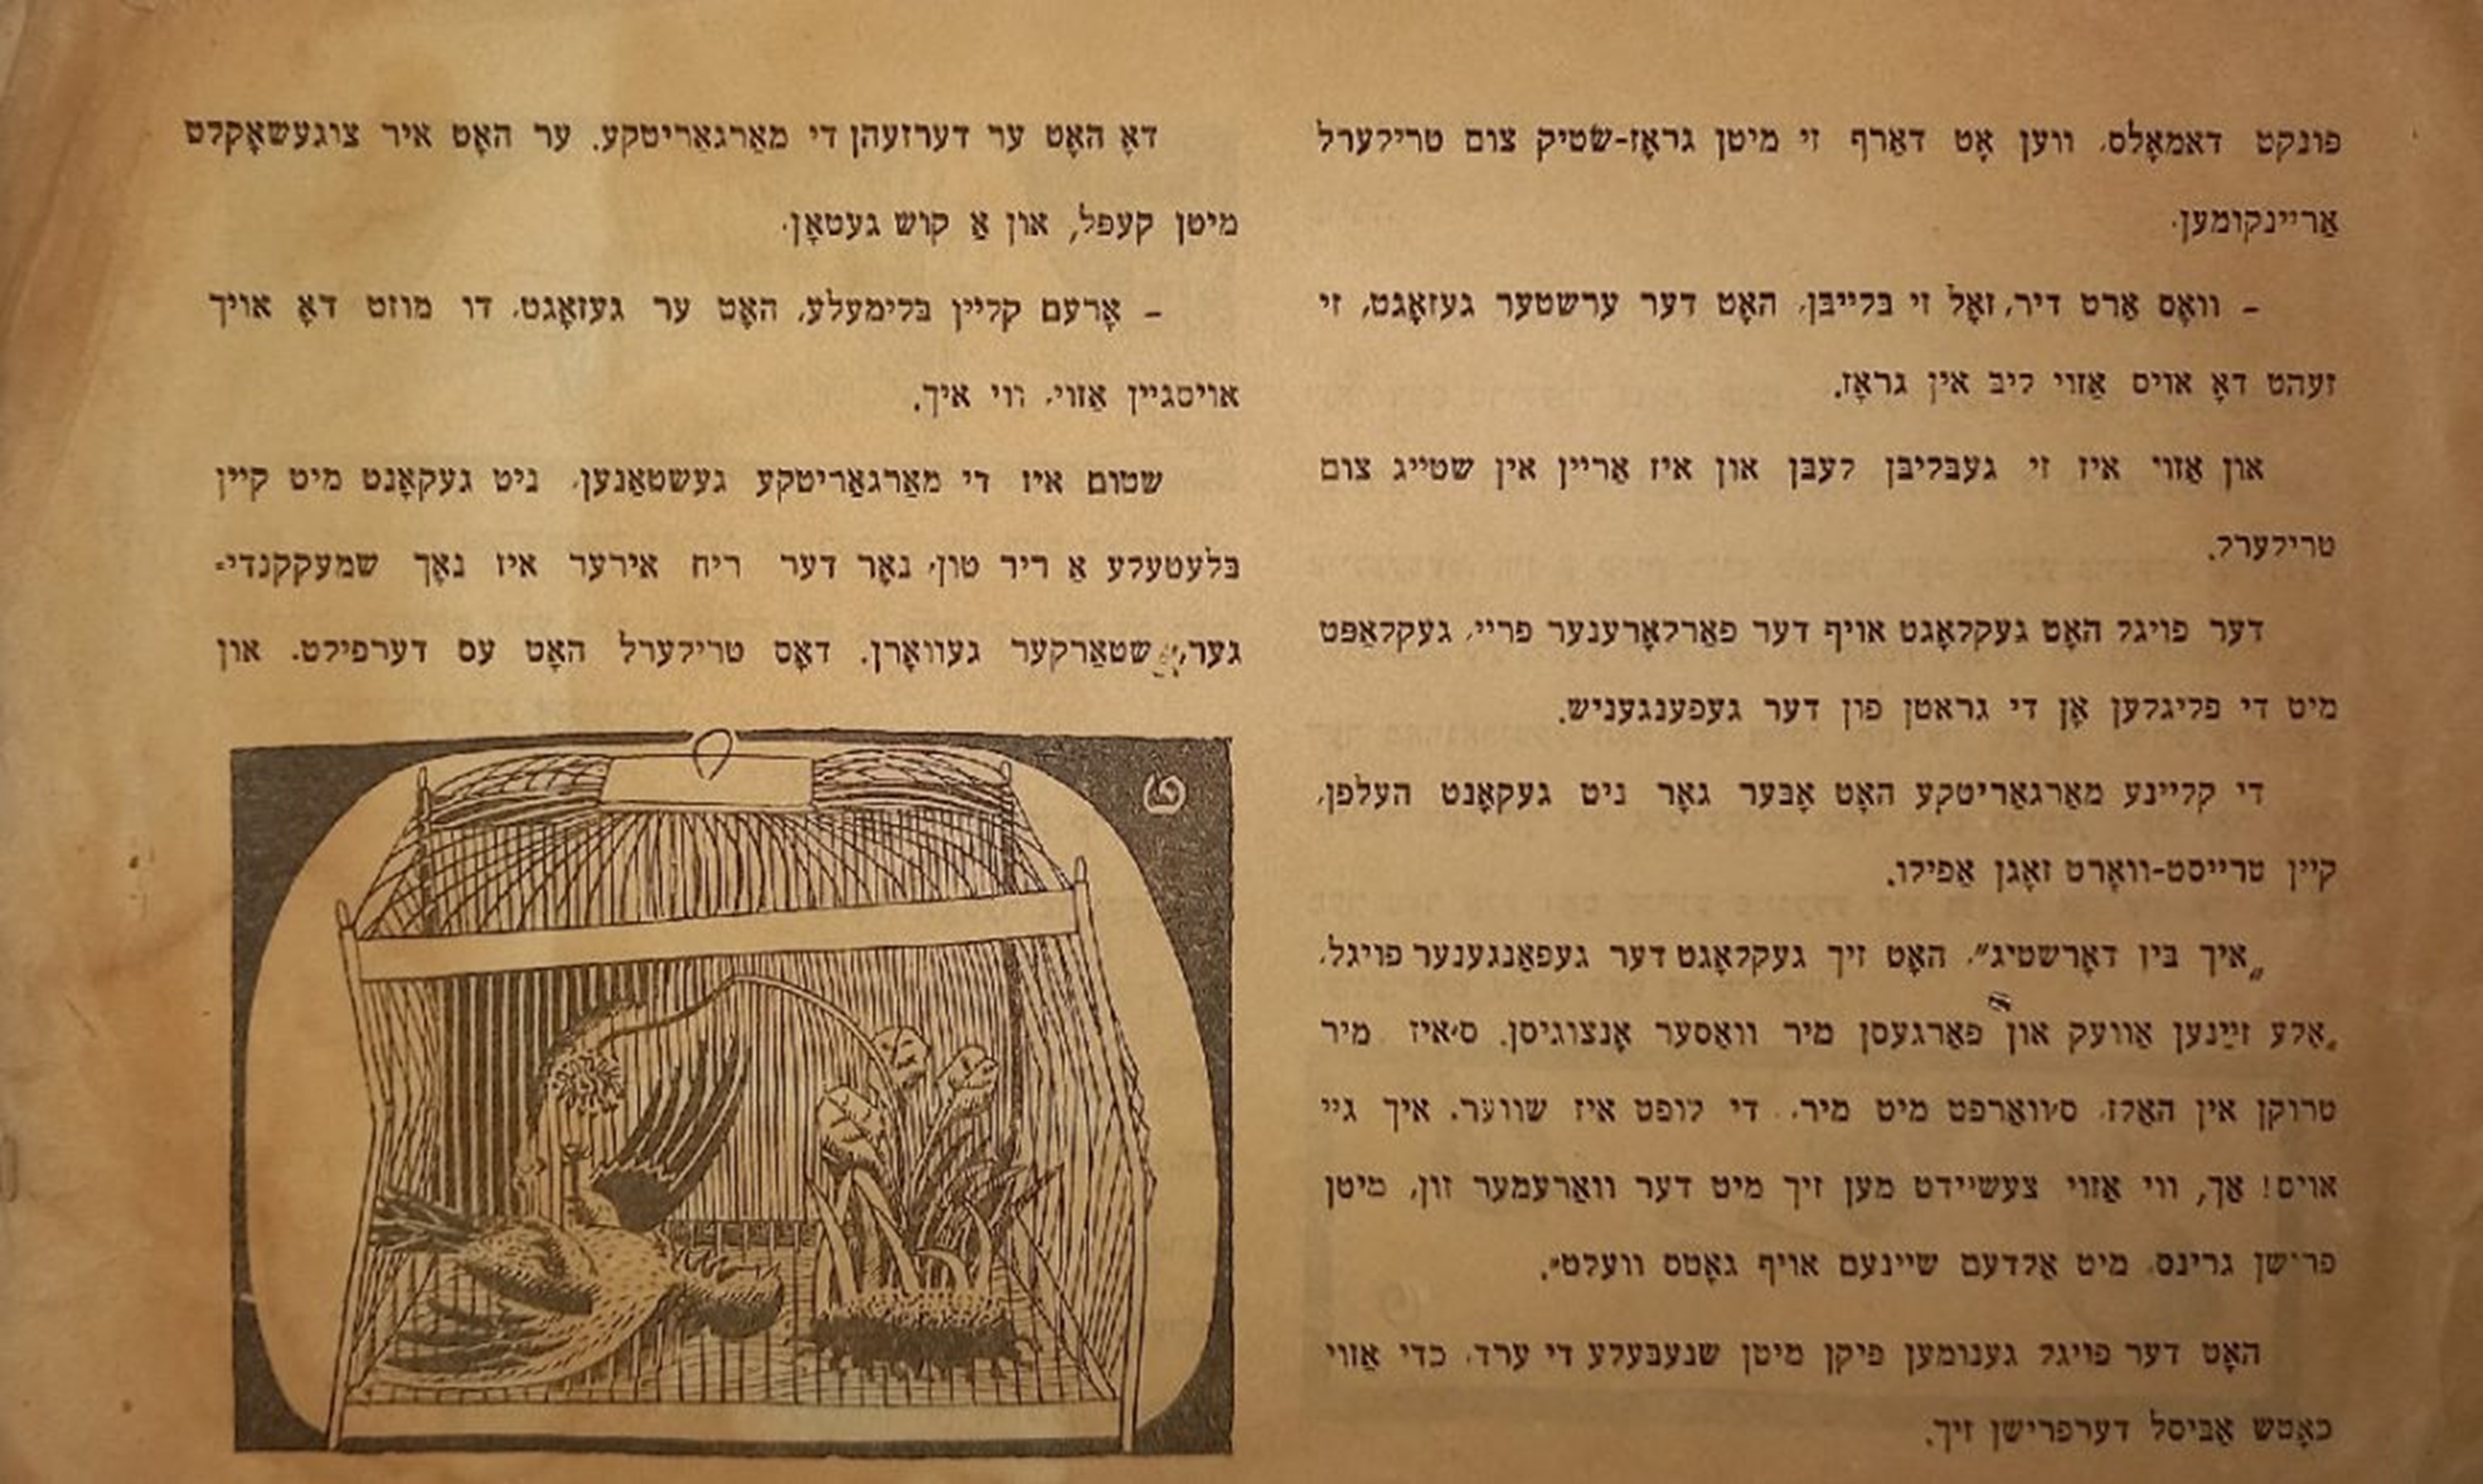 פונקט דאמאָלס, ווען אָט דאַרף זי מיטן גראָז-שטיק צום טרילערל
אַריינקומען.
– וואָס אַרט דיר, זאָל זי בלייבן, האָט דער ערשטער געזאָגט, זי
זעהט דאָ אויס אַזוי ליב אין גראָז.
און אַזוי איז זי געבליבן לעבן און איז אַריין אין שטייג צום
טרילערל.
דער פויגל האָט געקלאָגט אויף דער פאַרלאָרענער פריי, געקלאַפּט
מיט די פליגלען אָן די גראטן פון דער געפענגעניש.
די קליינע מאַרגאַריטקע האָט אָבער גאָר ניט געקאָנט העלפן,
קיין טרייסט-וואָרט זאָגן אַפילו.
„איך בין דאָרשטיג”, האָט זיך געקלאָגט דער געפאַנגענער פויגל,
„אַלע זיַינען אַוועק און פאַרגעסן מיר וואַסער אָנצוגיסן. ס׳איז מיר
טרוקן אין האַלז, ס׳וואַרפט מיט מיר, די לופט איז שווער. איך גיי
אויס! אַך, ווי אַזוי צעשיידט מען זיך מיט דער וואַרעמער זון, מיטן
פרישן גרינס, מיט אַלדעם שיינעם אויף גאָטס וועלט”.
האָט דער פויגל גענומען פיקן מיטן שנעבעלע די ערד, כדי אַזוי
כאָטש אַביסל דערפרישן זיך.
דאָ האָט ער דערזעהן די מאַרגאַריטקע. ער האָט איר צוגעשאָקלט
מיטן קעפל, און אַ קוש געטאָן.
– אָרעם קליין בלימעלע, האָט ער געזאָגט, דו מוזט דאָ אויך
אויסגיין אַזוי, ווי איך.
שטום איז די מאַרגאַריטקע געשטאַנען, ניט געקאָנט מיט קיין
בלעטעלע אַ ריר טון, נאָר דער ריח אירער איז נאָך שמעקקנדי-
גער, שטאַרקער געוואָרן. דאָס טרילערל האָט עס דערפילט. און
ט